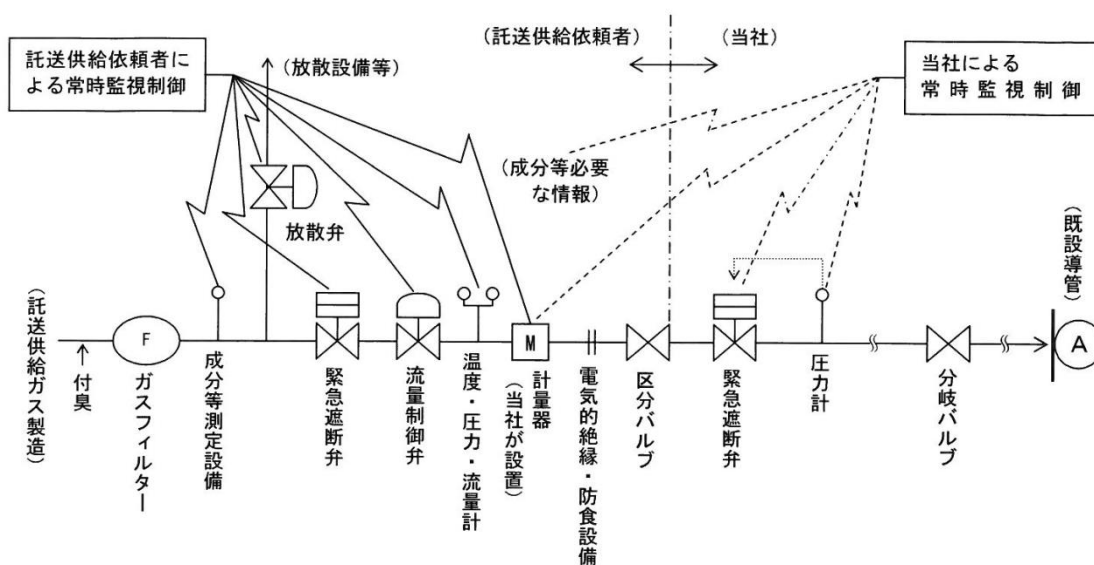 託送供給依頼者に
よる常時監視制御
(放散設備等)
(託送供給依頼者)
(当社)
当社による
常時監視制御
(成分等必要
な情報)
放散弁
(既設導管)
(託送供給ガス製造)
付臭
F
ガスフィルター
成分等測定設備
緊急遮断弁
流量制御弁
温度・圧力・流量計
M
計量器
(当社が設置)
電気的絶縁・防食設備
区分バルブ
緊急遮断弁
圧力計
分岐バルブ
A